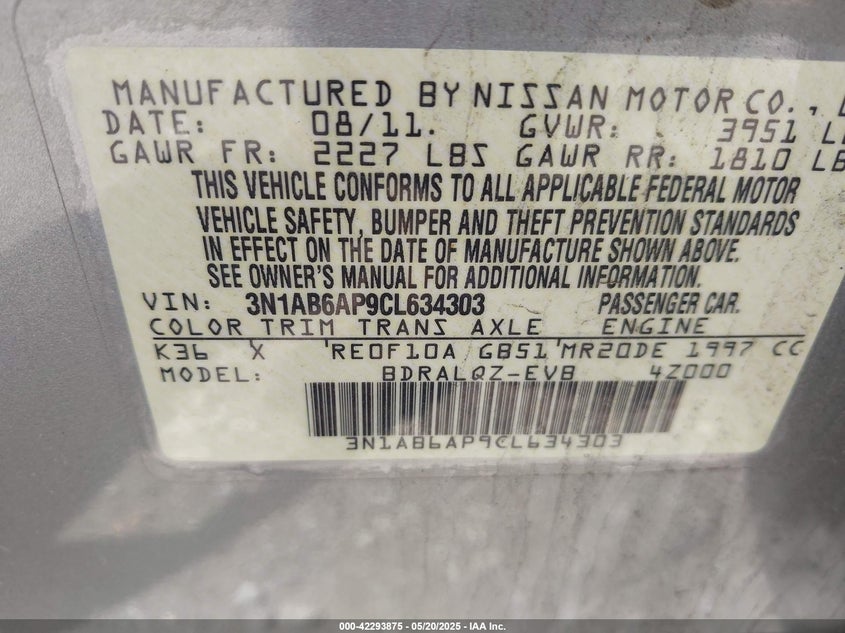 MANUFACTURED BY NISSAN MOTOR CO.,
DATE: 08/11. GVWR: 3951
GAWR FR: 2227 LBS GAWR RR: 1810 LB
THIS VEHICLE CONFORMS TO ALL APPLICABLE FEDERAL MOTOR
VEHICLE SAFETY, BUMPER AND THEFT PREVENTION STANDARDS
IN EFFECT ON THE DATE OF MANUFACTURE SHOWN ABOVE.
SEE OWNER'S MANUAL FOR ADDITIONAL INFORMATION.
VIN: 3N1AB6AP9CL634303 PASSENGER CAR.
COLOR TRIM TRANS AXLE ENGINE
K36 X RE0F10A GB51 MR20DE 1997 CC
MODEL: BDRALQZ-EVB 4Z000
3N1AB6AP9CL634303
000-42293875 - 05/20/2025 - IAA Inc.